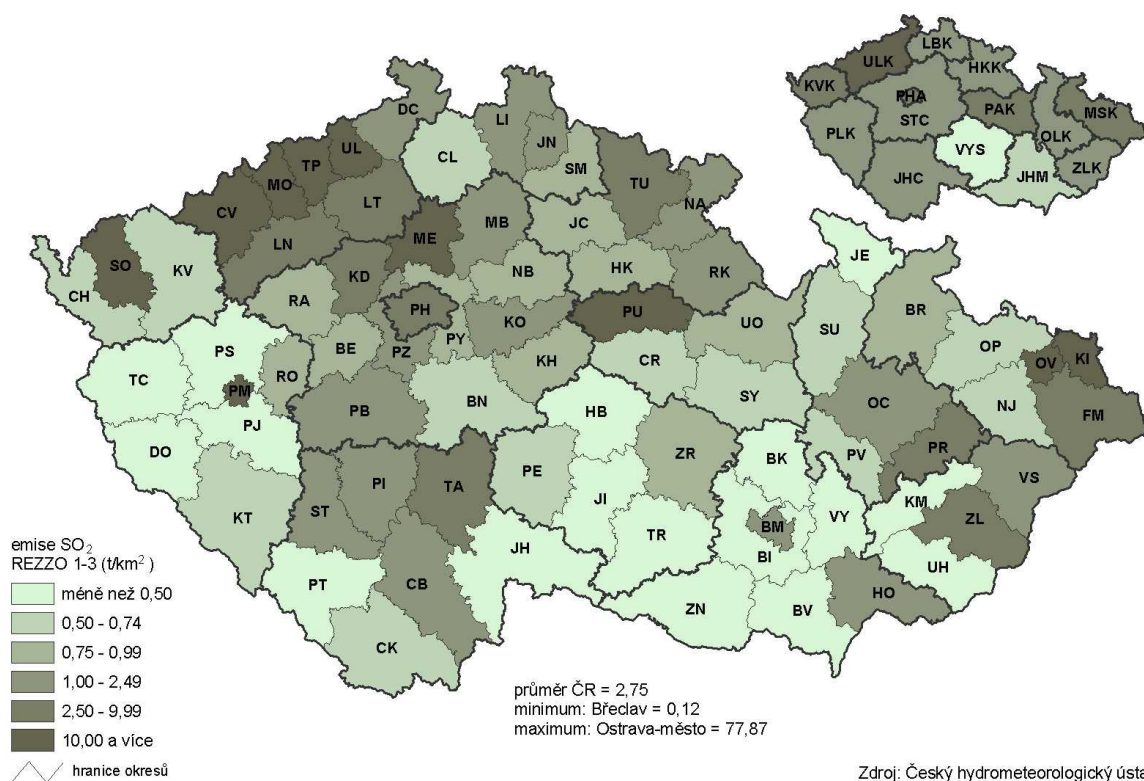 LBK
ULK
HKK
KVK
PHA
PAK
MSK
STC
PLK
OLK
VYS
ZLK
JHC
JHM
DC
LI
UL
JN
TP
CL
SM
MO
TU
CV
LT
MB
NA
JC
LN
ME
SO
KV
JE
KD
NB
HK
RK
CH
RA
BR
PH
KO
PU
UO
SU
PS
BE
PZ
PY
OP
KI
TC
RO
KH
CR
OV
PM
PB
BN
SY
OC
NJ
FM
PJ
HB
DO
ZR
BK
PV
PR
PE
VS
PI
TA
KM
KT
ST
JI
BM
VY
ZL
TR
BI
JH
UH
PT
CB
HO
ZN
BV
CK
emise SO₂
REZZO 1-3 (t/km²)
méně než 0,50
0,50 - 0,74
0,75 - 0,99
1,00 - 2,49
2,50 - 9,99
10,00 a více
hranice okresů
průměr ČR = 2,75
minimum: Břeclav = 0,12
maximum: Ostrava-město = 77,87
Zdroj: Český hydrometeorologický ústa